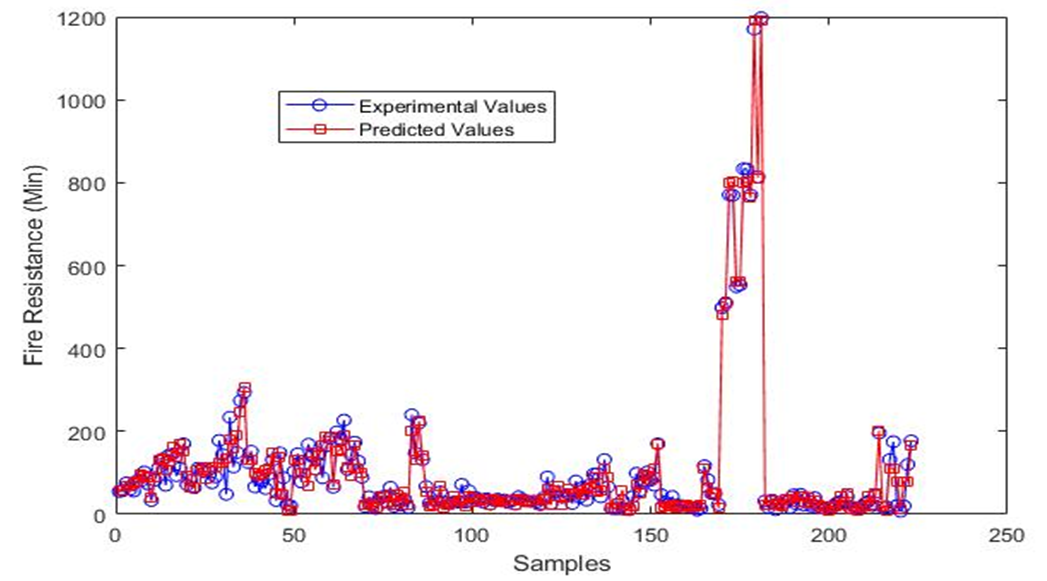 1200
1000
800
600
400
200
0
Fire Resistance (Min)
Experimental Values
Predicted Values
0 50 100 150 200 250
Samples